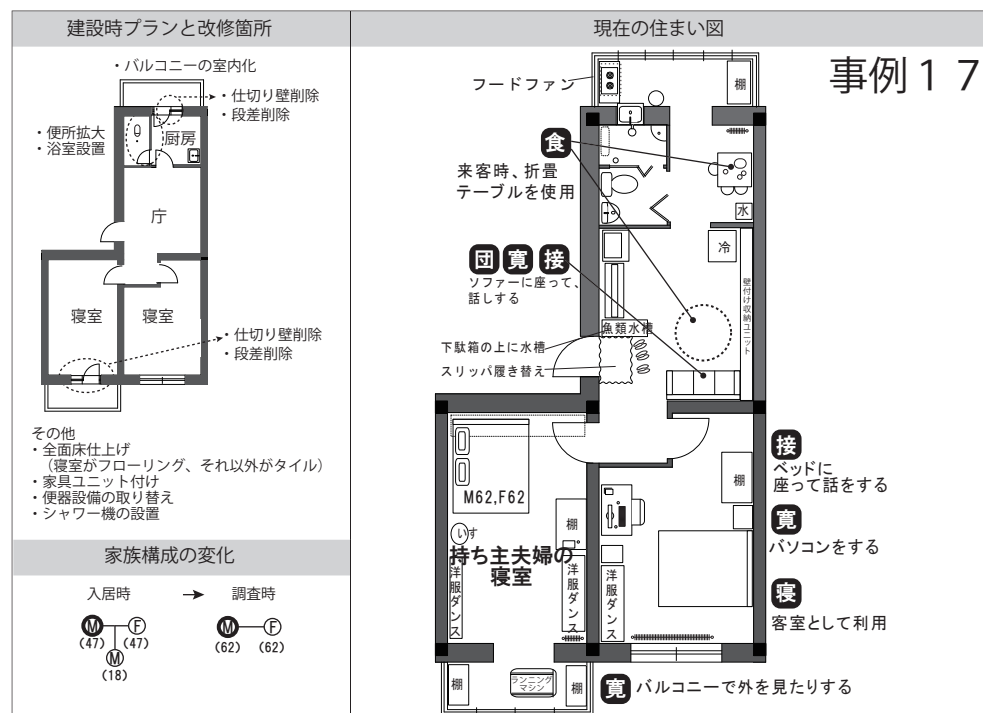 建設時プランと改修箇所
・バルコニーの室内化
・仕切り壁削除
・段差削除
・便所拡大
・浴室設置
厨房
庁
寝室
寝室
・仕切り壁削除
・段差削除
その他
・全面床仕上げ
（寝室がフローリング、それ以外がタイル）
・家具ユニット付け
・便器設備の取り替え
・シャワー機の設置
家族構成の変化
入居時 → 調査時
M F
(47) (47)
M
(18)
M F
(62) (62)
現在の住まい図
事例１７
フードファン
棚
食
来客時、折畳
テーブルを使用
水
冷
団 寛 接
ソファーに座って、
話しする
壁付け収納ユニット
魚類水槽
下駄箱の上に水槽
スリッパ履き替え
M62,F62
いす
棚
持ち主夫婦の
寝室
洋服ダンス
洋服ダンス
棚
洋服ダンス
接
ベッドに
座って話をする
寛
パソコンをする
寝
客室として利用
棚
ランニング
マシン
棚
寛 バルコニーで外を見たりする